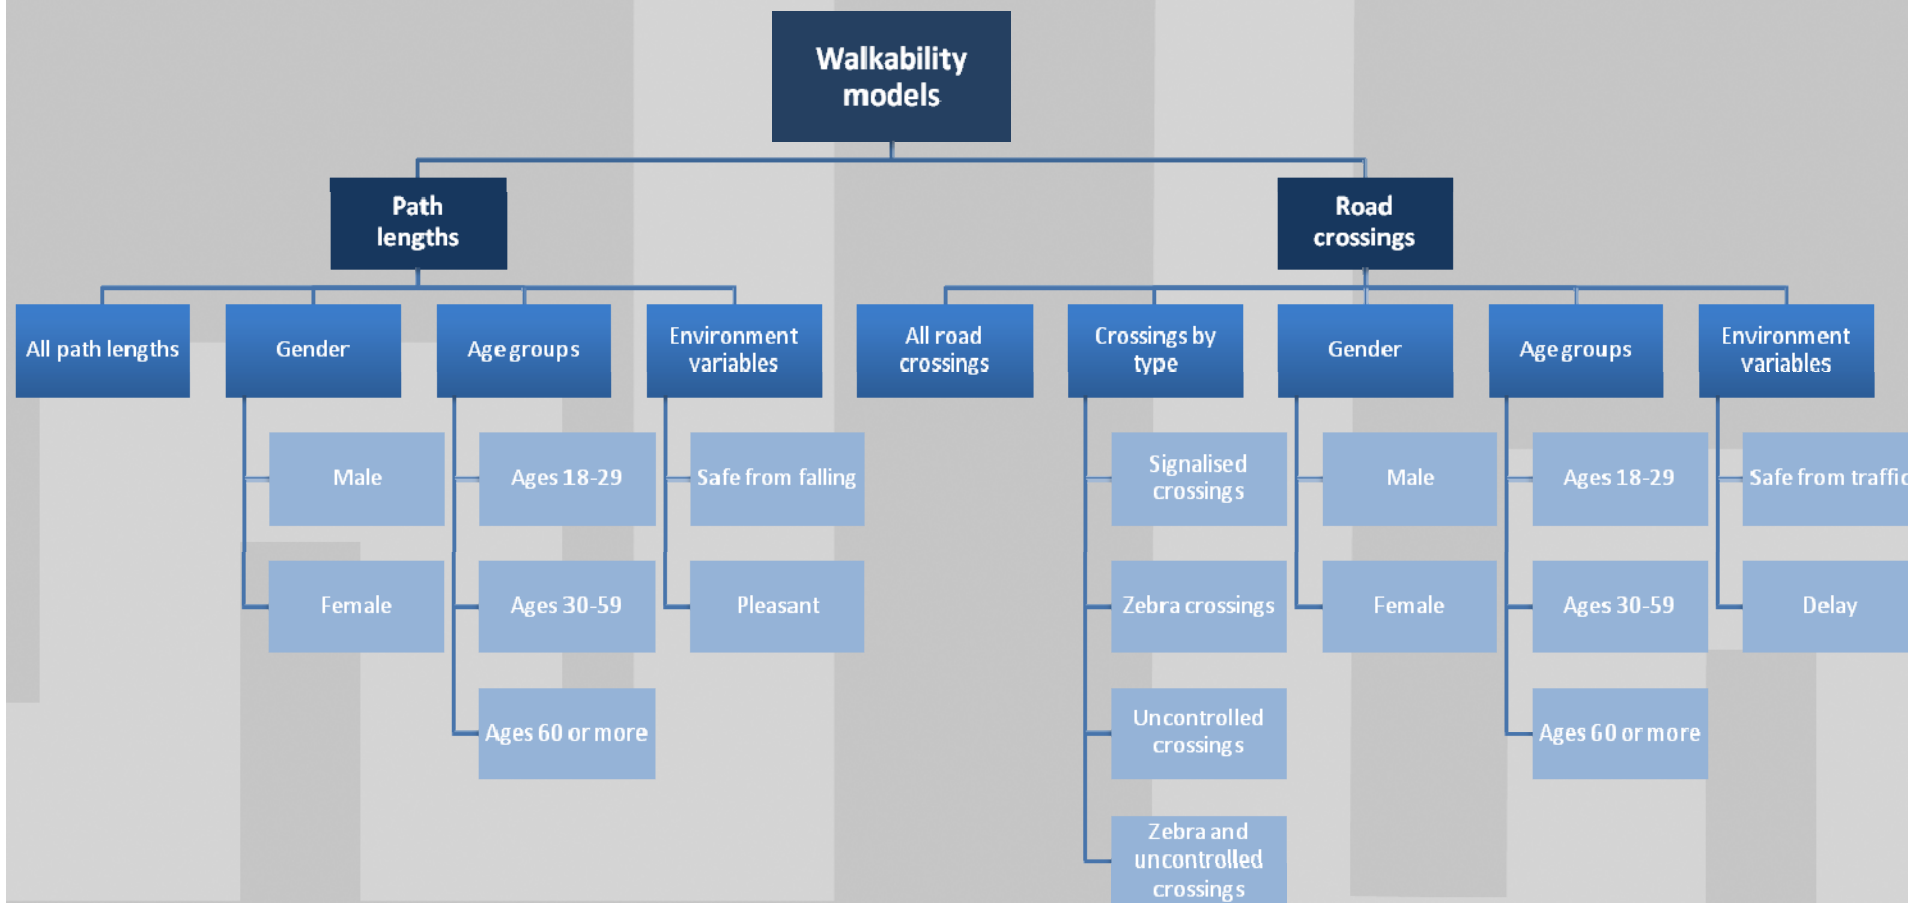 Walkability
models
Path
lengths
Road
crossings
All path lengths
Gender
Age groups
Environment
variables
All road
crossings
Crossings by
type
Gender
Age groups
Environment
variables
Male
Ages 18-29
Safe from falling
Signalised
crossings
Male
Ages 18-29
Safe from traffic
Female
Ages 30-59
Pleasant
Zebra crossings
Female
Ages 30-59
Delay
Ages 60 or more
Uncontrolled
crossings
Ages 60 or more
Zebra and
uncontrolled
crossings